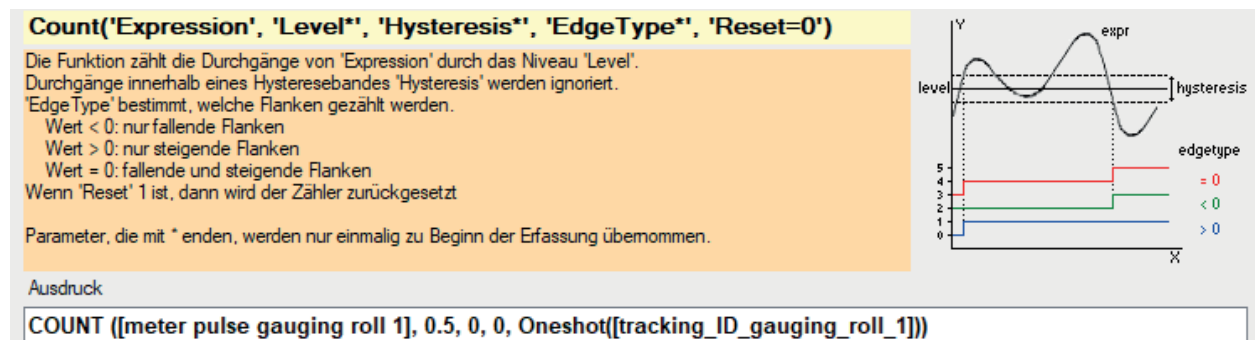 Count('Expression', 'Level*', 'Hysteresis*', 'EdgeType*', 'Reset=0')
Die Funktion zählt die Durchgänge von 'Expression' durch das Niveau 'Level'.
Durchgänge innerhalb eines Hysteresebandes 'Hysteresis' werden ignoriert.
'EdgeType' bestimmt, welche Flanken gezählt werden.
Wert < 0: nur fallende Flanken
Wert > 0: nur steigende Flanken
Wert = 0: fallende und steigende Flanken
Wenn 'Reset' 1 ist, dann wird der Zähler zurückgesetzt
Parameter, die mit * enden, werden nur einmalig zu Beginn der Erfassung übernommen.
Y
expr
level
hysteresis
edgetype
5
4
= 0
3
2
< 0
1
0
> 0
X
Ausdruck
COUNT ([meter pulse gauging roll 1], 0.5, 0, 0, Oneshot([tracking_ID_gauging_roll_1]))